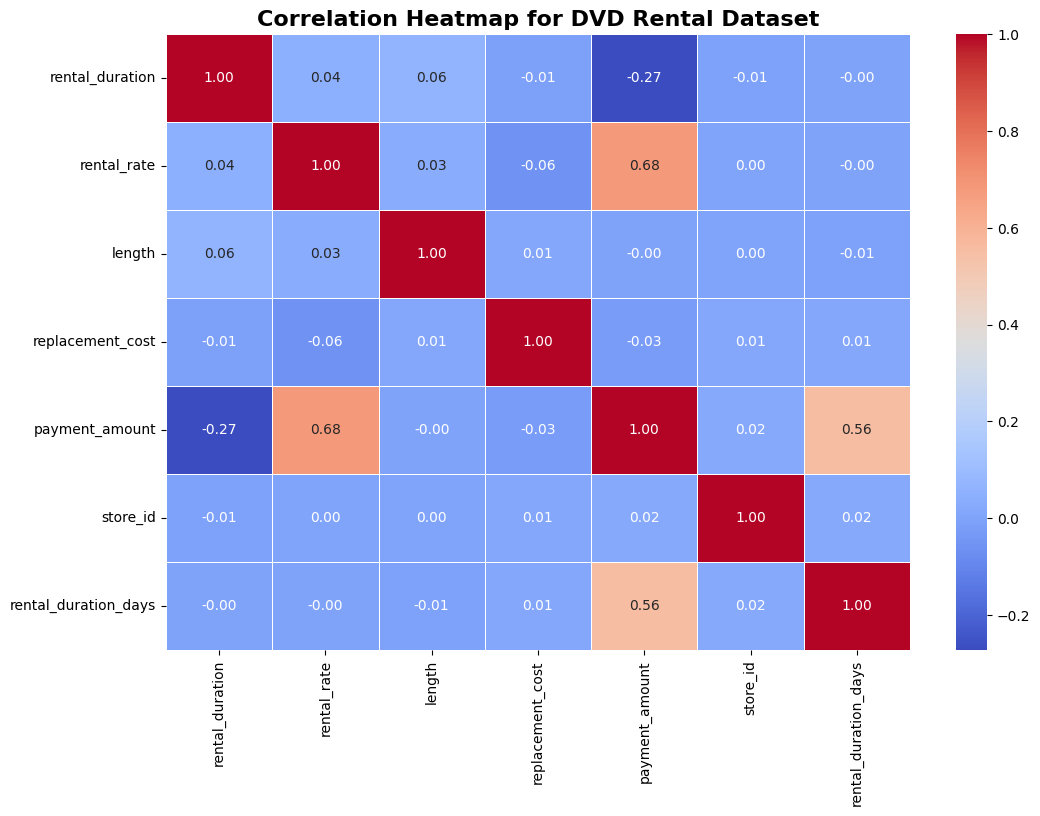 Correlation Heatmap for DVD Rental Dataset
rental_duration 1.00 0.04 0.06 -0.01 -0.27 -0.01 -0.00
rental_rate 0.04 1.00 0.03 -0.06 0.68 0.00 -0.00
length 0.06 0.03 1.00 0.01 -0.00 0.00 -0.01
replacement_cost -0.01 -0.06 0.01 1.00 -0.03 0.01 0.01
payment_amount -0.27 0.68 -0.00 -0.03 1.00 0.02 0.56
store_id -0.01 0.00 0.00 0.01 0.02 1.00 0.02
rental_duration_days -0.00 -0.00 -0.01 0.01 0.56 0.02 1.00
rental_duration
rental_rate
length
replacement_cost
payment_amount
store_id
rental_duration_days
1.0
0.8
0.6
0.4
0.2
0.0
−0.2